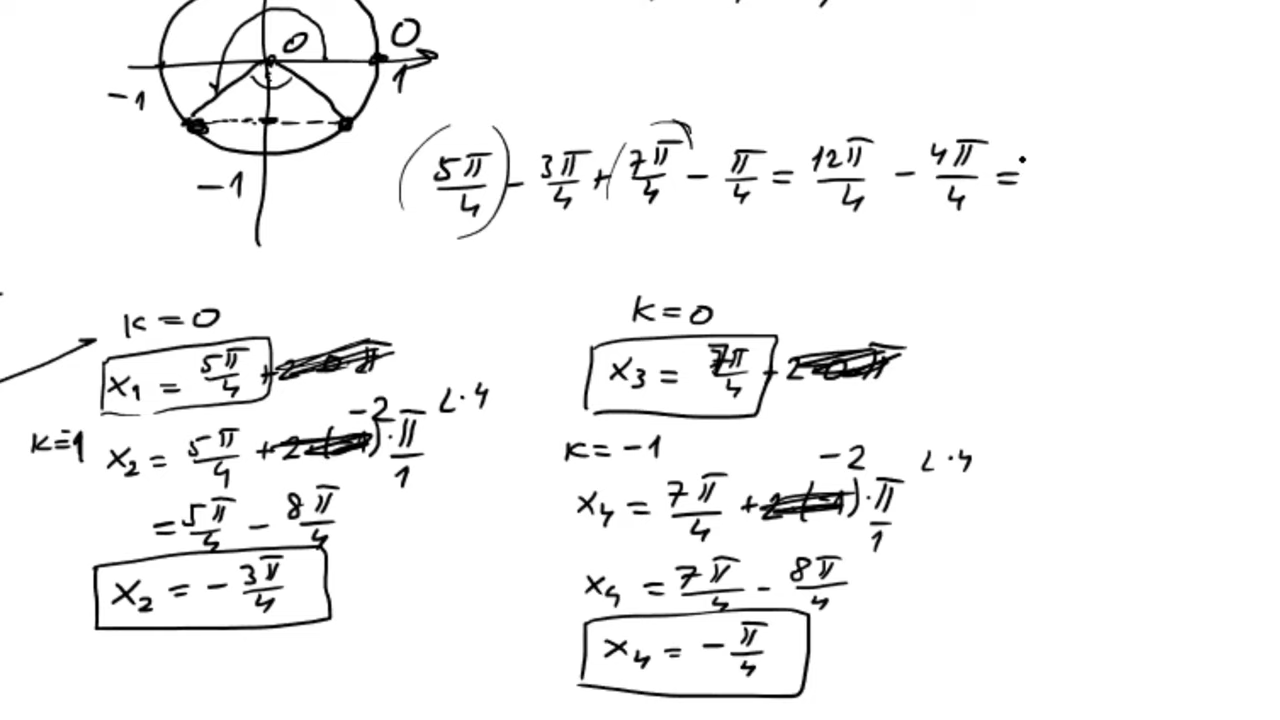 0
0
-1
1
-1
(5π/4) - 3π/4 + (7π/4) - π/4 = 12π/4 - 4π/4 =
k = 0
x₁ = 5π/4 +
k=-1
x₂ = 5π/4 + -2 · π/1 ∠·4
= 5π/4 - 8π/4
x₂ = - 3π/4
k = 0
x₃ = 7π/4 + 2
k = -1
x₄ = 7π/4 + -2 · π/1 ∠·4
x₄ = 7π/4 - 8π/4
x₄ = - π/4